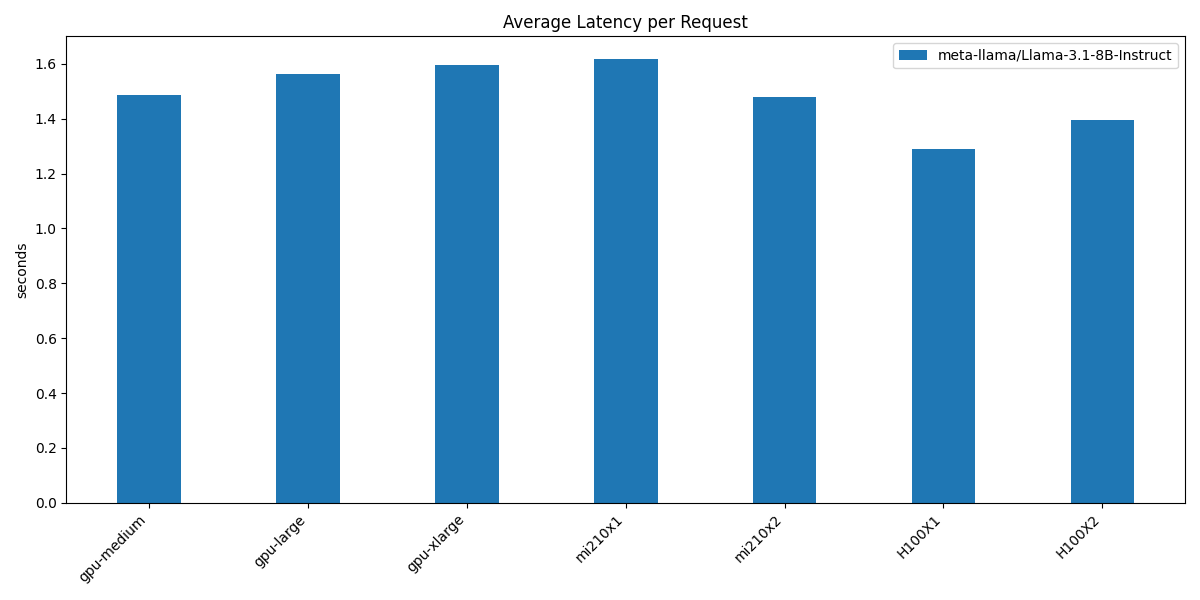 Average Latency per Request
meta-llama/Llama-3.1-8B-Instruct
seconds
1.6
1.4
1.2
1.0
0.8
0.6
0.4
0.2
0.0
gpu-medium
gpu-large
gpu-xlarge
mi210x1
mi210x2
H100X1
H100X2